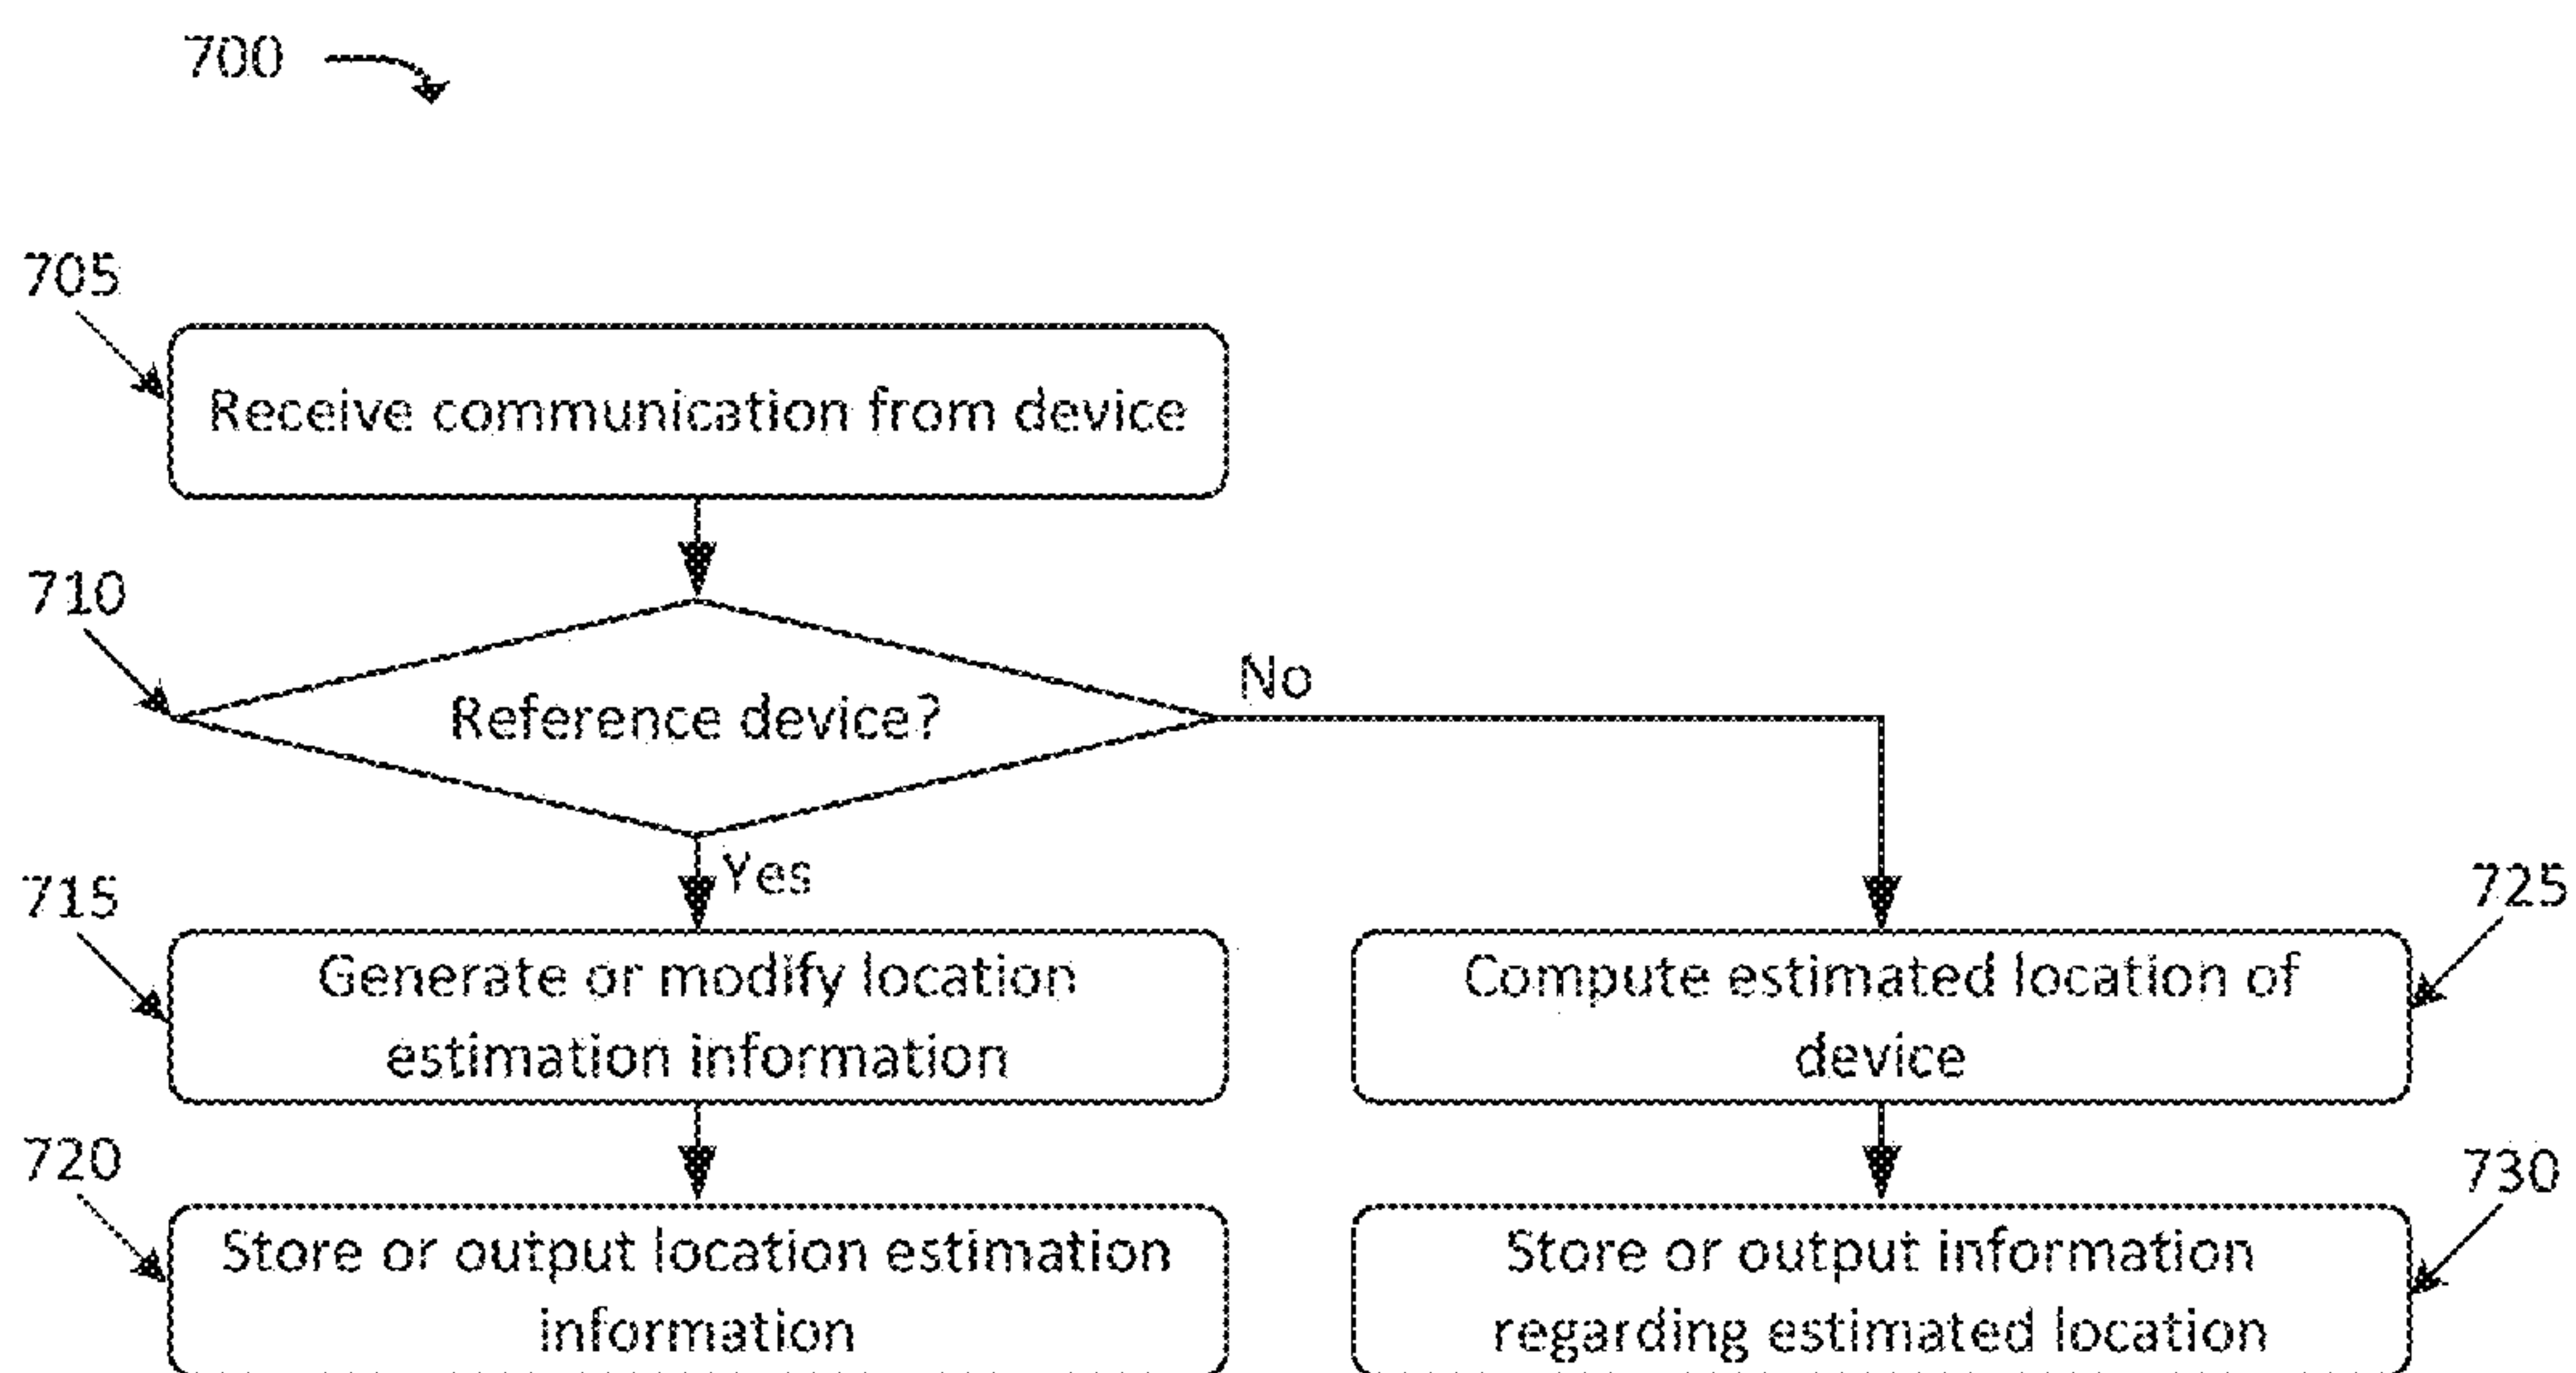 700
705
Receive communication from device
710
Reference device?
No
Yes
715
Generate or modify location
estimation information
725
Compute estimated location of
device
720
Store or output location estimation
information
730
Store or output information
regarding estimated location